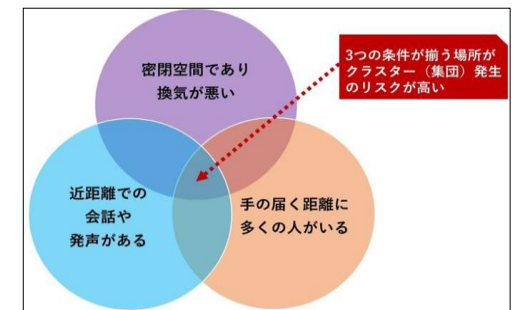 密閉空間であり
換気が悪い
3つの条件が揃う場所が
クラスター（集団）発生
のリスクが高い
近距離での
会話や
発声がある
手の届く距離に
多くの人がいる